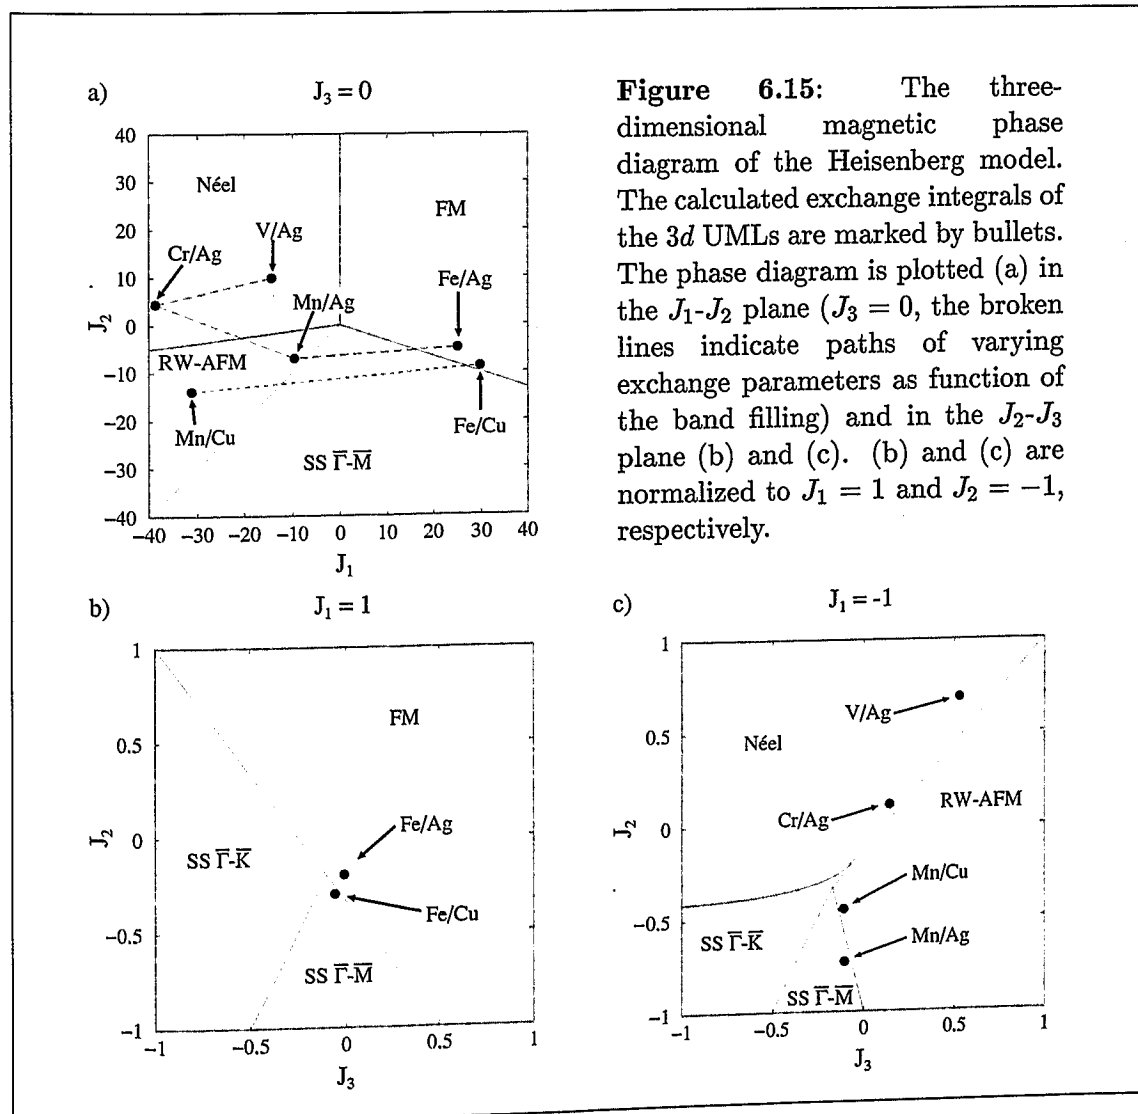 a)
J₃ = 0
40
30
20
10
0
−10
−20
−30
−40
J₂
Néel
FM
V/Ag
Cr/Ag
Fe/Ag
Mn/Ag
RW-AFM
Mn/Cu
Fe/Cu
SS Γ̅-M̅
−40 −30 −20 −10 0 10 20 30 40
J₁
Figure 6.15: The three-
dimensional magnetic phase
diagram of the Heisenberg model.
The calculated exchange integrals of
the 3d UMLs are marked by bullets.
The phase diagram is plotted (a) in
the J₁-J₂ plane (J₃ = 0, the broken
lines indicate paths of varying
exchange parameters as function of
the band filling) and in the J₂-J₃
plane (b) and (c). (b) and (c) are
normalized to J₁ = 1 and J₂ = −1,
respectively.
b)
J₁ = 1
1
0.5
0
−0.5
−1
J₂
FM
Fe/Ag
SS Γ̅-K̅
Fe/Cu
SS Γ̅-M̅
−1 −0.5 0 0.5 1
J₃
c)
J₁ = -1
1
0.5
0
−0.5
−1
J₂
V/Ag
Néel
RW-AFM
Cr/Ag
Mn/Cu
SS Γ̅-K̅
Mn/Ag
SS Γ̅-M̅
−1 −0.5 0 0.5 1
J₃